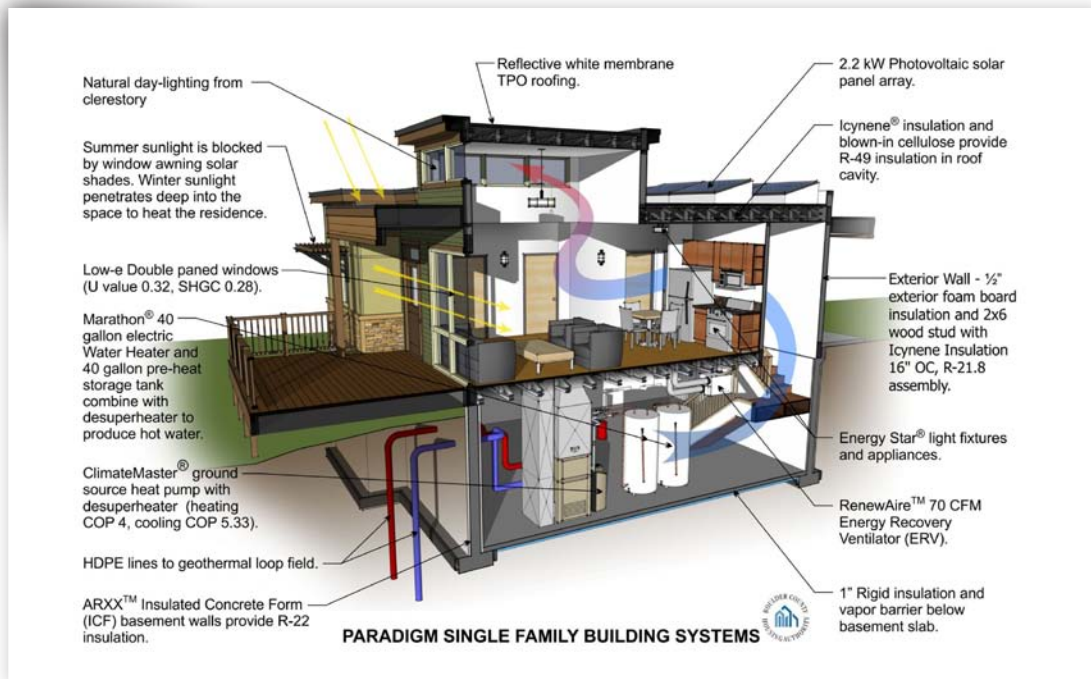 Natural day-lighting from
clerestory
Summer sunlight is blocked
by window awning solar
shades. Winter sunlight
penetrates deep into the
space to heat the residence.
Low-e Double paned windows
(U value 0.32, SHGC 0.28).
Marathon® 40
gallon electric
Water Heater and
40 gallon pre-heat
storage tank
combine with
desuperheater to
produce hot water.
ClimateMaster® ground
source heat pump with
desuperheater (heating
COP 4, cooling COP 5.33).
HDPE lines to geothermal loop field.
ARXX™ Insulated Concrete Form
(ICF) basement walls provide R-22
insulation.
Reflective white membrane
TPO roofing.
2.2 kW Photovoltaic solar
panel array.
Icynene® insulation and
blown-in cellulose provide
R-49 insulation in roof
cavity.
Exterior Wall - ½"
exterior foam board
insulation and 2x6
wood stud with
Icynene Insulation
16" OC, R-21.8
assembly.
Energy Star® light fixtures
and appliances.
RenewAire™ 70 CFM
Energy Recovery
Ventilator (ERV).
1" Rigid insulation and
vapor barrier below
basement slab.
PARADIGM SINGLE FAMILY BUILDING SYSTEMS
BOULDER COUNTY
HOUSING AUTHORITY